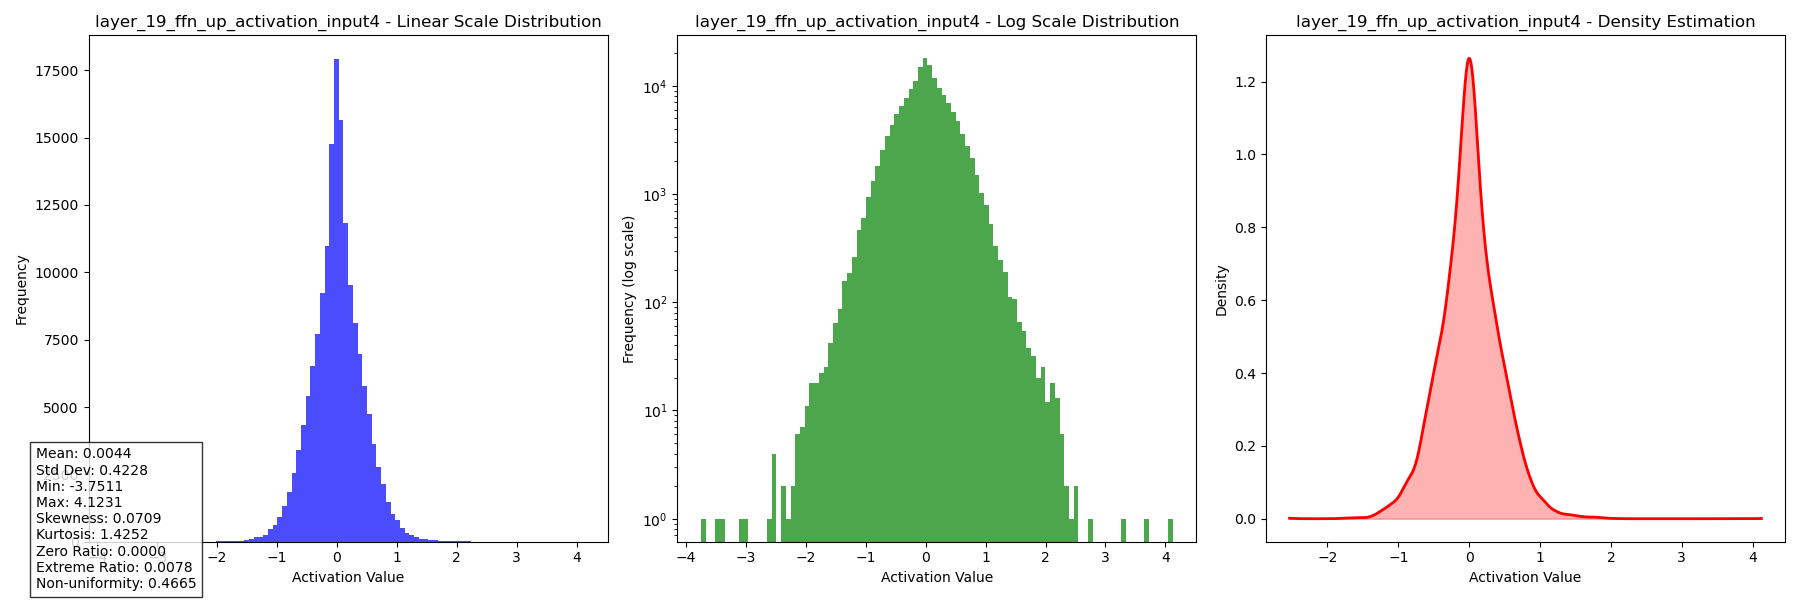 layer_19_ffn_up_activation_input4 - Linear Scale Distribution
Frequency
17500
15000
12500
10000
7500
5000
2500
0
−4 −3 −2 −1 0 1 2 3 4
Activation Value
Mean: 0.0044
Std Dev: 0.4228
Min: -3.7511
Max: 4.1231
Skewness: 0.0709
Kurtosis: 1.4252
Zero Ratio: 0.0000
Extreme Ratio: 0.0078
Non-uniformity: 0.4665
layer_19_ffn_up_activation_input4 - Log Scale Distribution
Frequency (log scale)
10⁴
10³
10²
10¹
10⁰
−4 −3 −2 −1 0 1 2 3 4
Activation Value
layer_19_ffn_up_activation_input4 - Density Estimation
Density
1.2
1.0
0.8
0.6
0.4
0.2
0.0
−2 −1 0 1 2 3 4
Activation Value